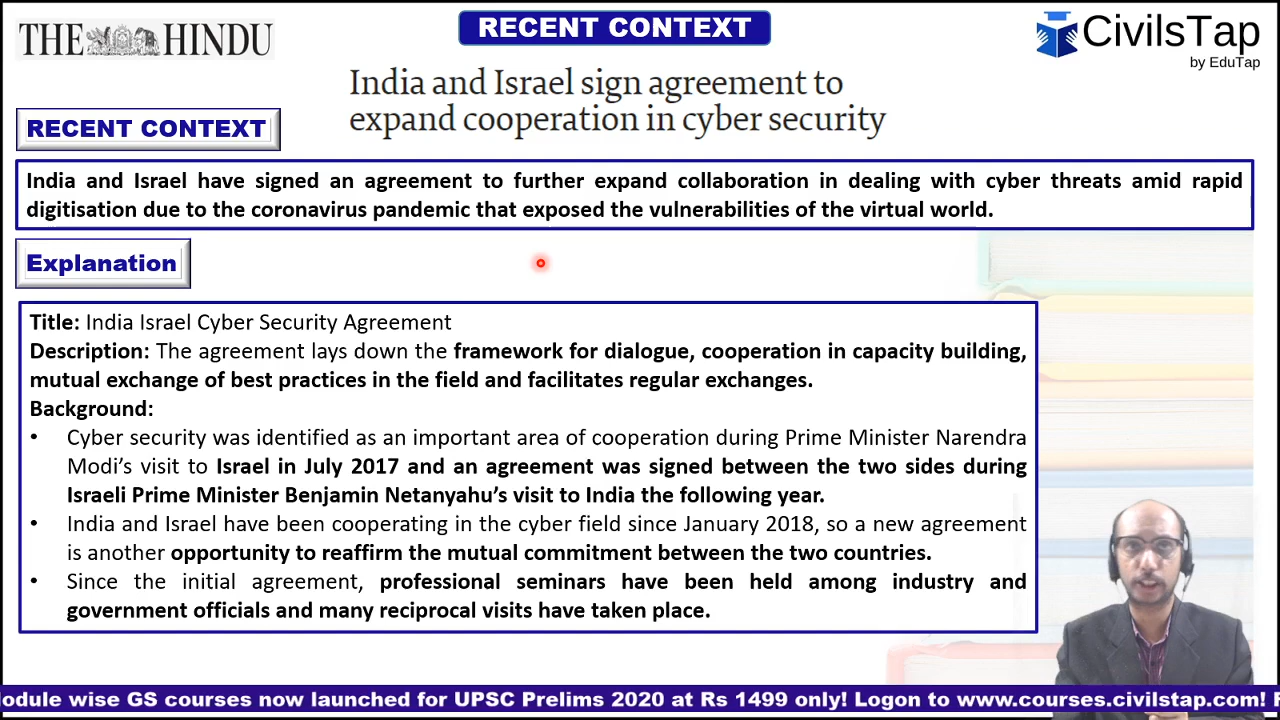 THE HINDU
RECENT CONTEXT
CivilsTap
by EduTap
India and Israel sign agreement to
expand cooperation in cyber security
RECENT CONTEXT
India and Israel have signed an agreement to further expand collaboration in dealing with cyber threats amid rapid
digitisation due to the coronavirus pandemic that exposed the vulnerabilities of the virtual world.
Explanation
Title: India Israel Cyber Security Agreement
Description: The agreement lays down the framework for dialogue, cooperation in capacity building,
mutual exchange of best practices in the field and facilitates regular exchanges.
Background:
• Cyber security was identified as an important area of cooperation during Prime Minister Narendra
Modi’s visit to Israel in July 2017 and an agreement was signed between the two sides during
Israeli Prime Minister Benjamin Netanyahu’s visit to India the following year.
• India and Israel have been cooperating in the cyber field since January 2018, so a new agreement
is another opportunity to reaffirm the mutual commitment between the two countries.
• Since the initial agreement, professional seminars have been held among industry and
government officials and many reciprocal visits have taken place.
odule wise GS courses now launched for UPSC Prelims 2020 at Rs 1499 only! Logon to www.courses.civilstap.com!